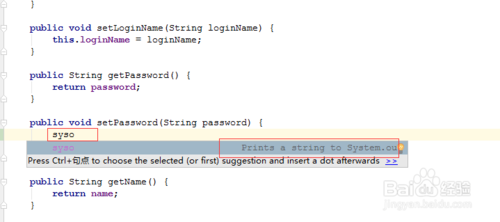 }
public void setLoginName(String loginName) {
this.loginName = loginName;
}
public String getPassword() {
return password;
}
public void setPassword(String password) {
syso
syso Prints a string to System.ou
Press Ctrl+句点 to choose the selected (or first) suggestion and insert a dot afterwards >>
public String getName() {
return name;
}
Baidu 经验
jingyan.baidu.com